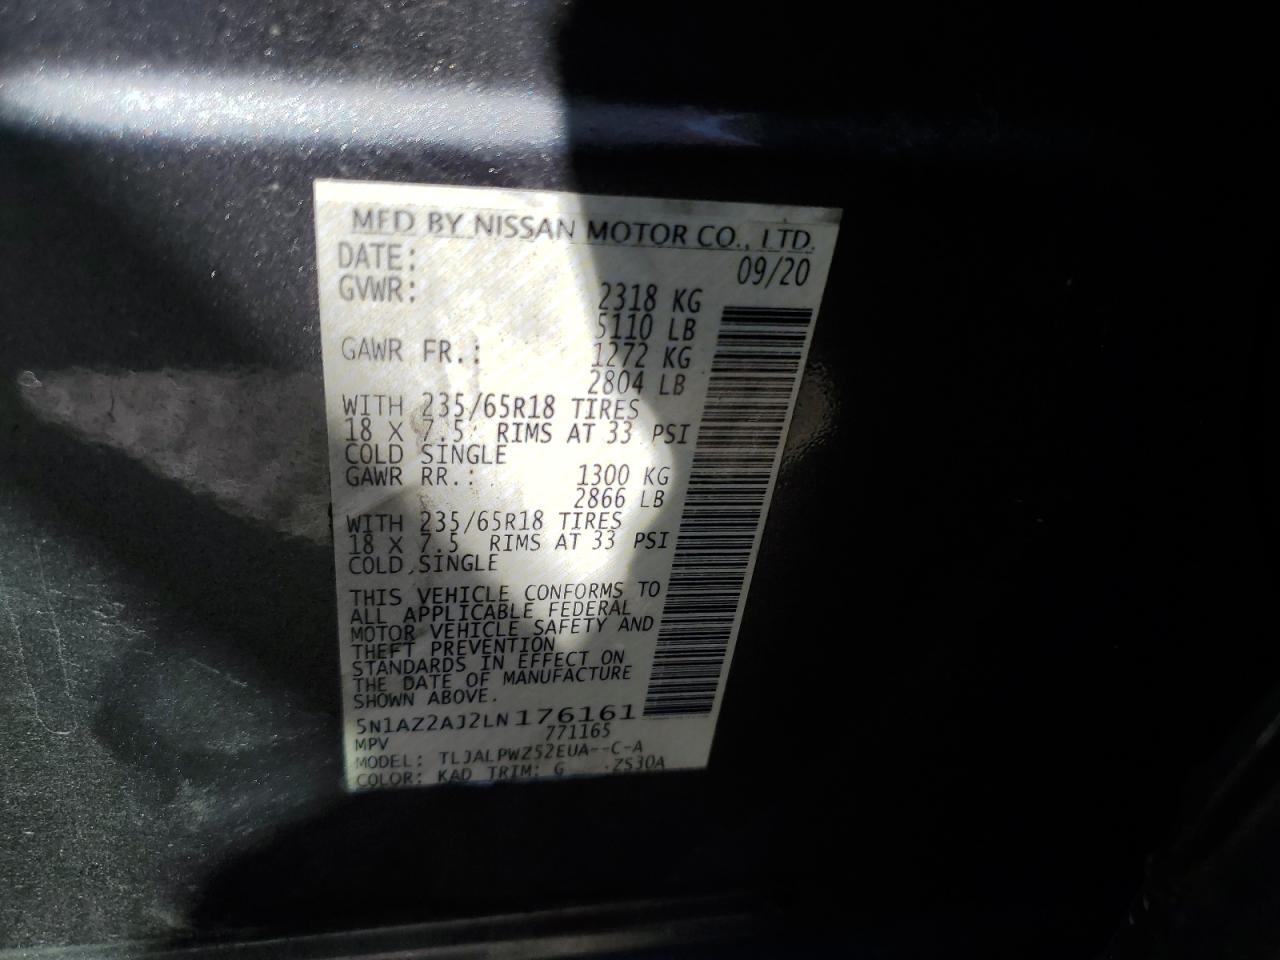 MFD BY NISSAN MOTOR CO., LTD.
DATE: 09/20
GVWR: 2318 KG
5110 LB
GAWR FR.: 1272 KG
2804 LB
WITH 235/65R18 TIRES
18 X 7.5 RIMS AT 33 PSI
COLD SINGLE
GAWR RR.: 1300 KG
2866 LB
WITH 235/65R18 TIRES
18 X 7.5 RIMS AT 33 PSI
COLD SINGLE
THIS VEHICLE CONFORMS TO
ALL APPLICABLE FEDERAL
MOTOR VEHICLE SAFETY AND
THEFT PREVENTION
STANDARDS IN EFFECT ON
THE DATE OF MANUFACTURE
SHOWN ABOVE.
5N1AZ2AJ2LN176161
MPV 771165
MODEL: TLJALPWZ52EUA--C-A
COLOR: KAD TRIM: G ZS30A